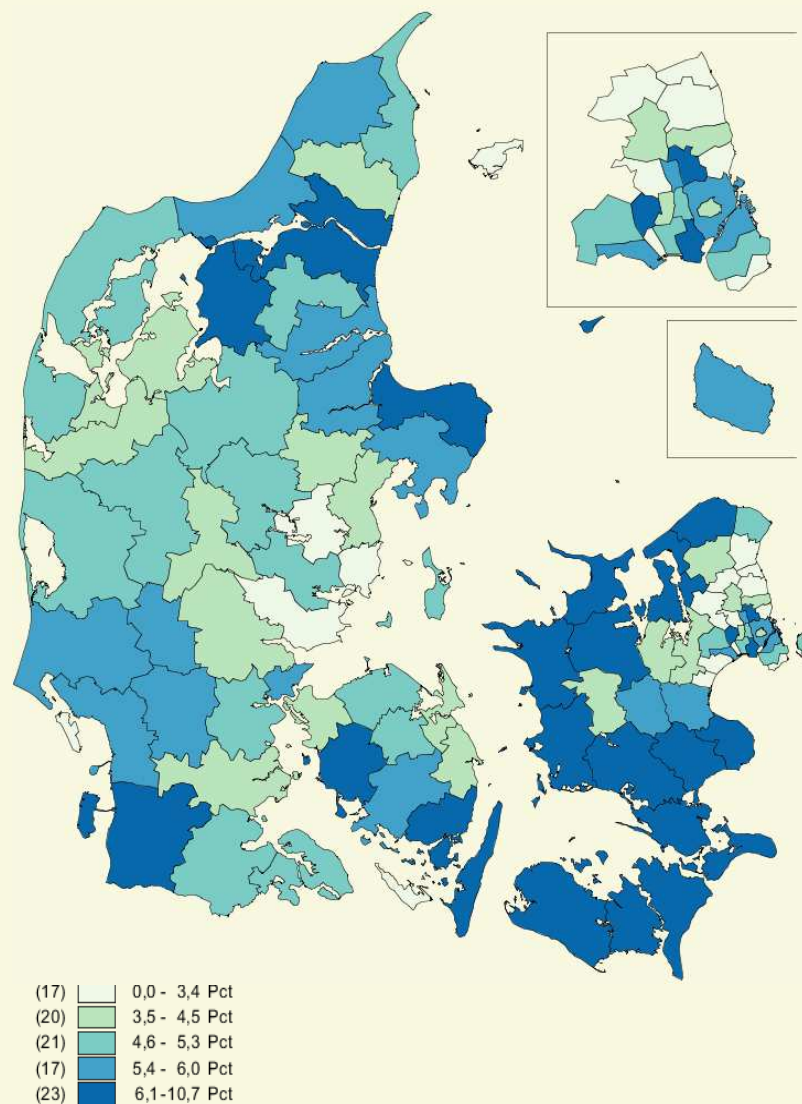 (17) 0,0 - 3,4 Pct
(20) 3,5 - 4,5 Pct
(21) 4,6 - 5,3 Pct
(17) 5,4 - 6,0 Pct
(23) 6,1-10,7 Pct